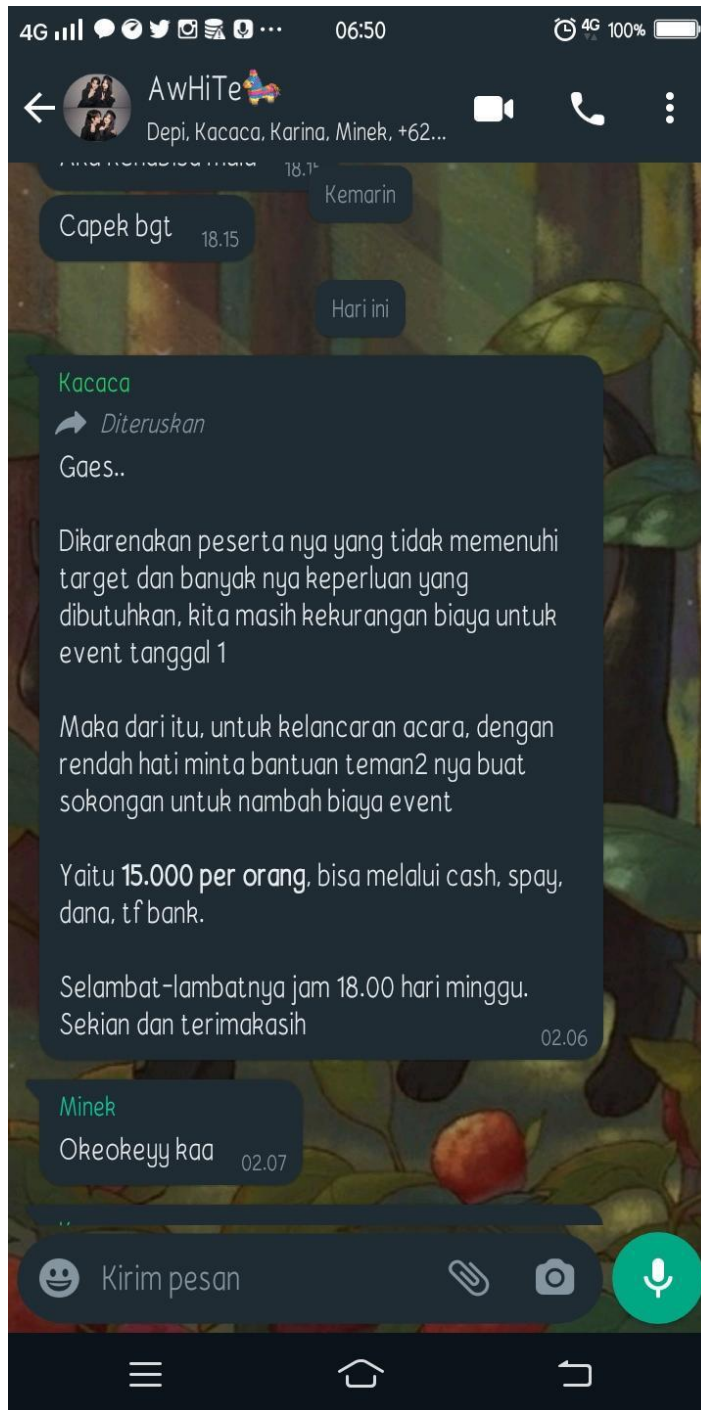 4G 06:50 4G 100%
AwHiTe
Depi, Kacaca, Karina, Minek, +62...
18.15
Kemarin
Capek bgt 18.15
Hari ini
Kacaca
Diteruskan
Gaes..
Dikarenakan peserta nya yang tidak memenuhi
target dan banyak nya keperluan yang
dibutuhkan, kita masih kekurangan biaya untuk
event tanggal 1
Maka dari itu, untuk kelancaran acara, dengan
rendah hati minta bantuan teman2 nya buat
sokongan untuk nambah biaya event
Yaitu 15.000 per orang, bisa melalui cash, spay,
dana, tf bank.
Selambat-lambatnya jam 18.00 hari minggu.
Sekian dan terimakasih 02.06
Minek
Okeokeyy kaa 02.07
Kirim pesan